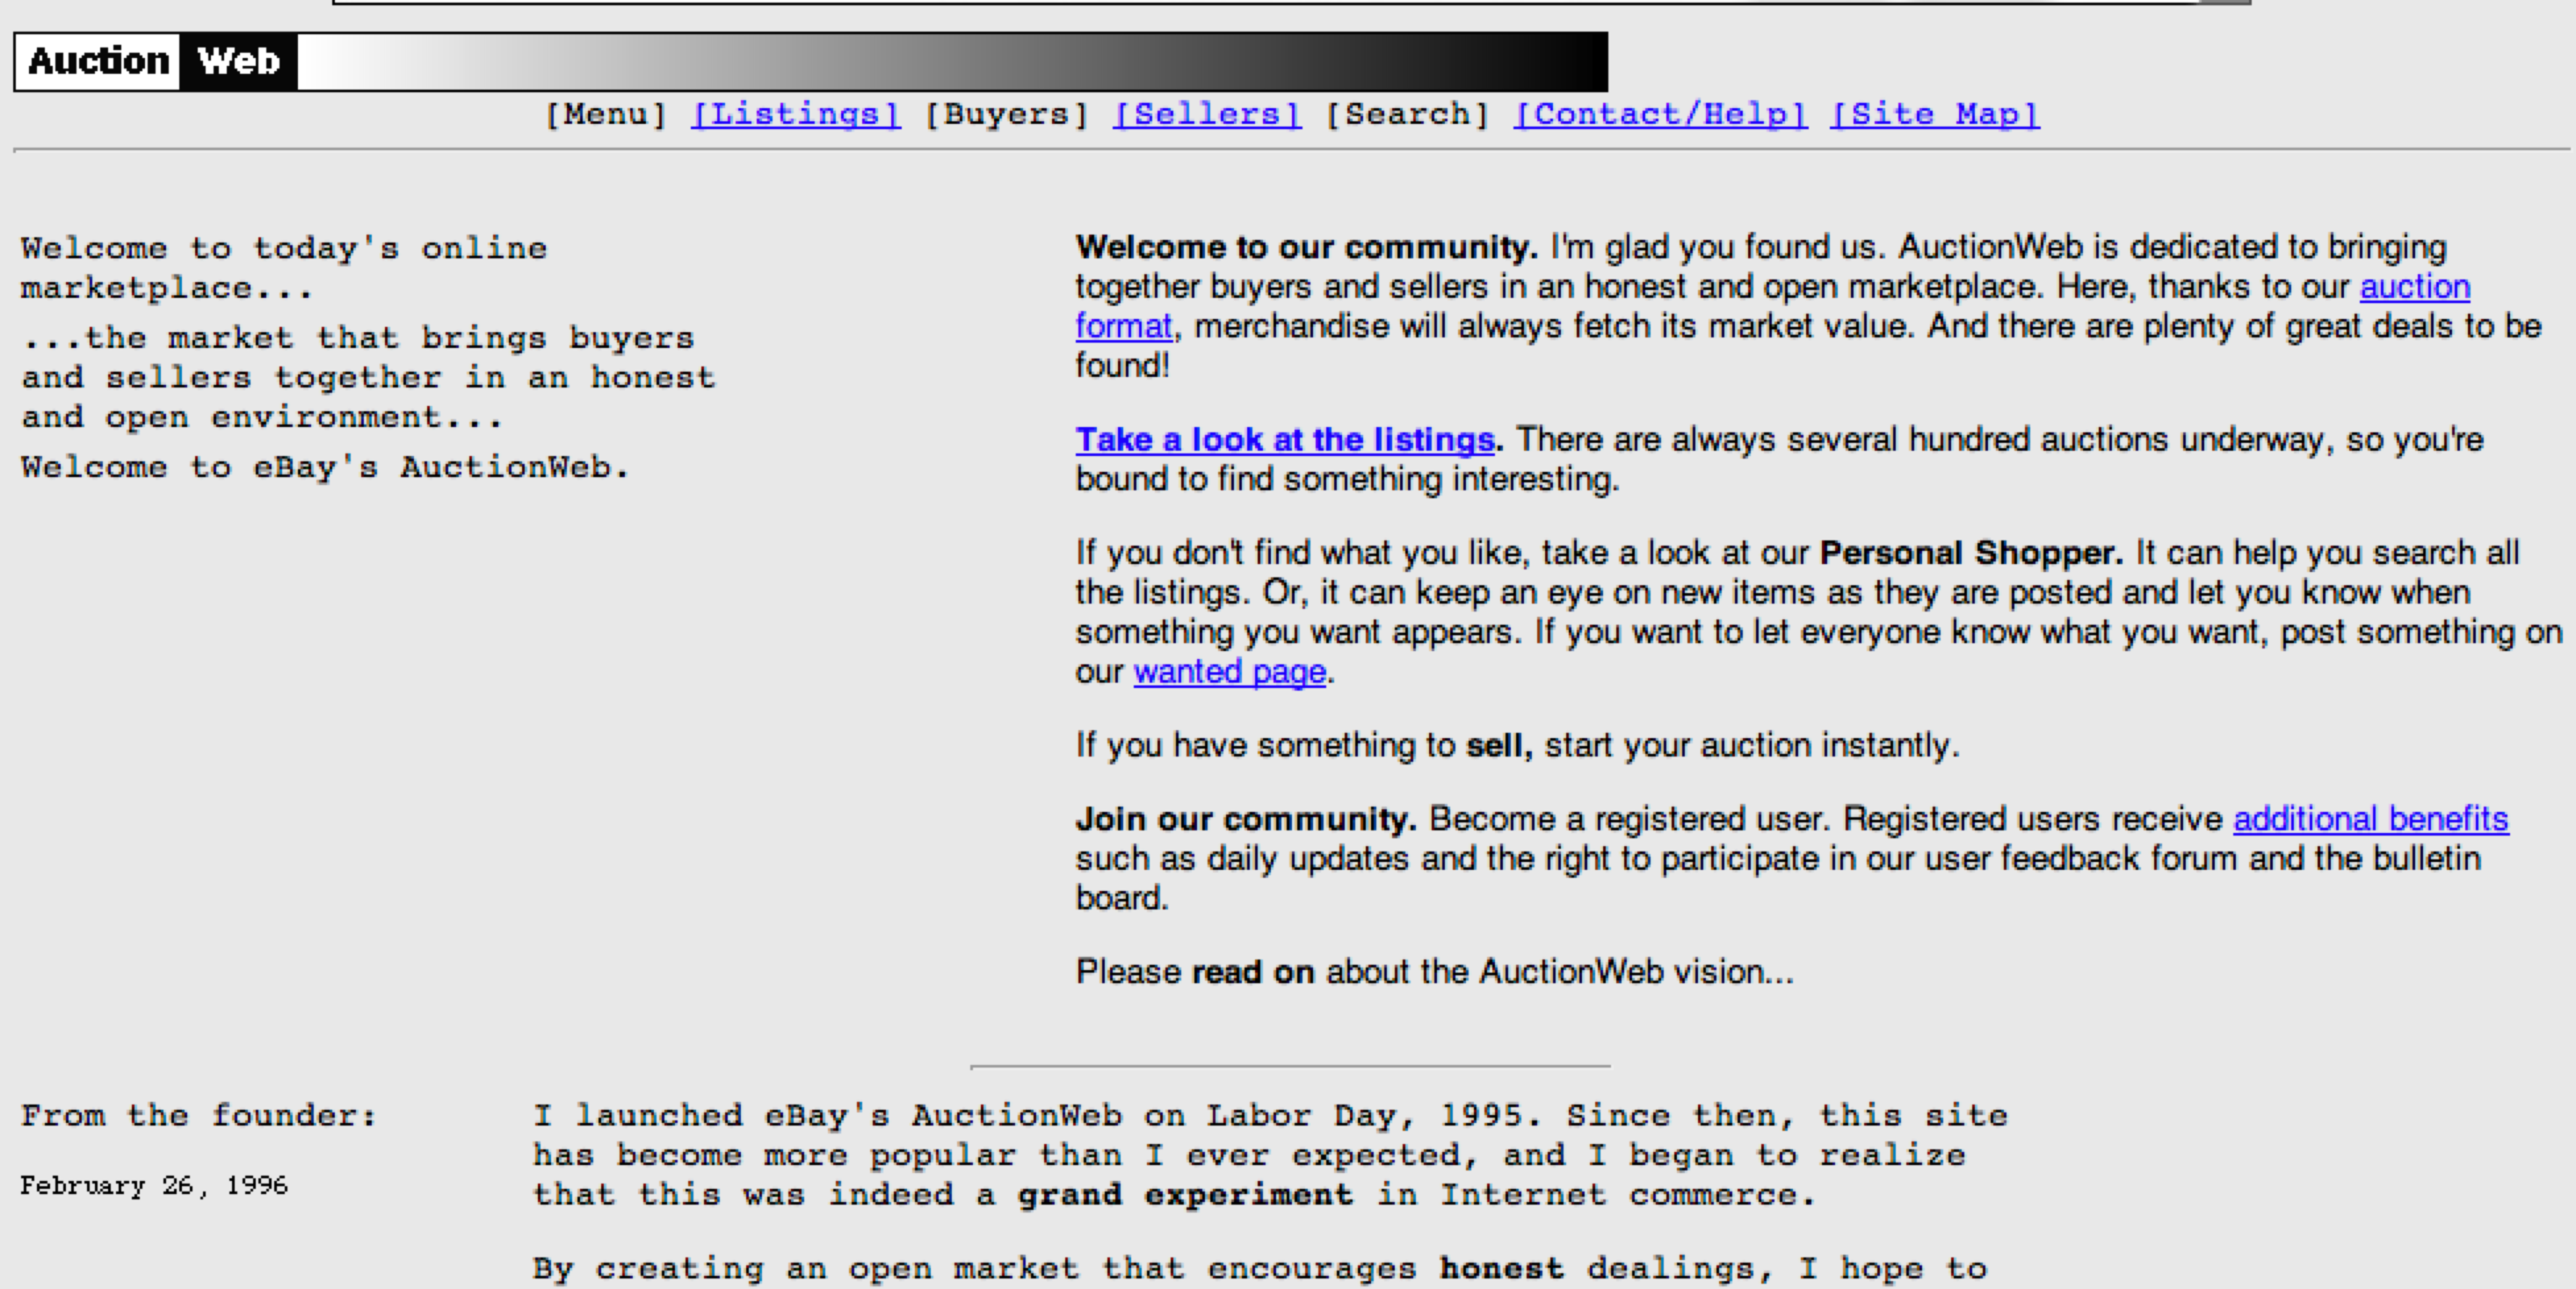 Auction Web
[Menu] [Listings] [Buyers] [Sellers] [Search] [Contact/Help] [Site Map]
Welcome to today's online
marketplace...
...the market that brings buyers
and sellers together in an honest
and open environment...
Welcome to eBay's AuctionWeb.
Welcome to our community. I'm glad you found us. AuctionWeb is dedicated to bringing
together buyers and sellers in an honest and open marketplace. Here, thanks to our auction
format, merchandise will always fetch its market value. And there are plenty of great deals to be
found!
Take a look at the listings. There are always several hundred auctions underway, so you're
bound to find something interesting.
If you don't find what you like, take a look at our Personal Shopper. It can help you search all
the listings. Or, it can keep an eye on new items as they are posted and let you know when
something you want appears. If you want to let everyone know what you want, post something on
our wanted page.
If you have something to sell, start your auction instantly.
Join our community. Become a registered user. Registered users receive additional benefits
such as daily updates and the right to participate in our user feedback forum and the bulletin
board.
Please read on about the AuctionWeb vision...
From the founder:
February 26, 1996
I launched eBay's AuctionWeb on Labor Day, 1995. Since then, this site
has become more popular than I ever expected, and I began to realize
that this was indeed a grand experiment in Internet commerce.
By creating an open market that encourages honest dealings, I hope to